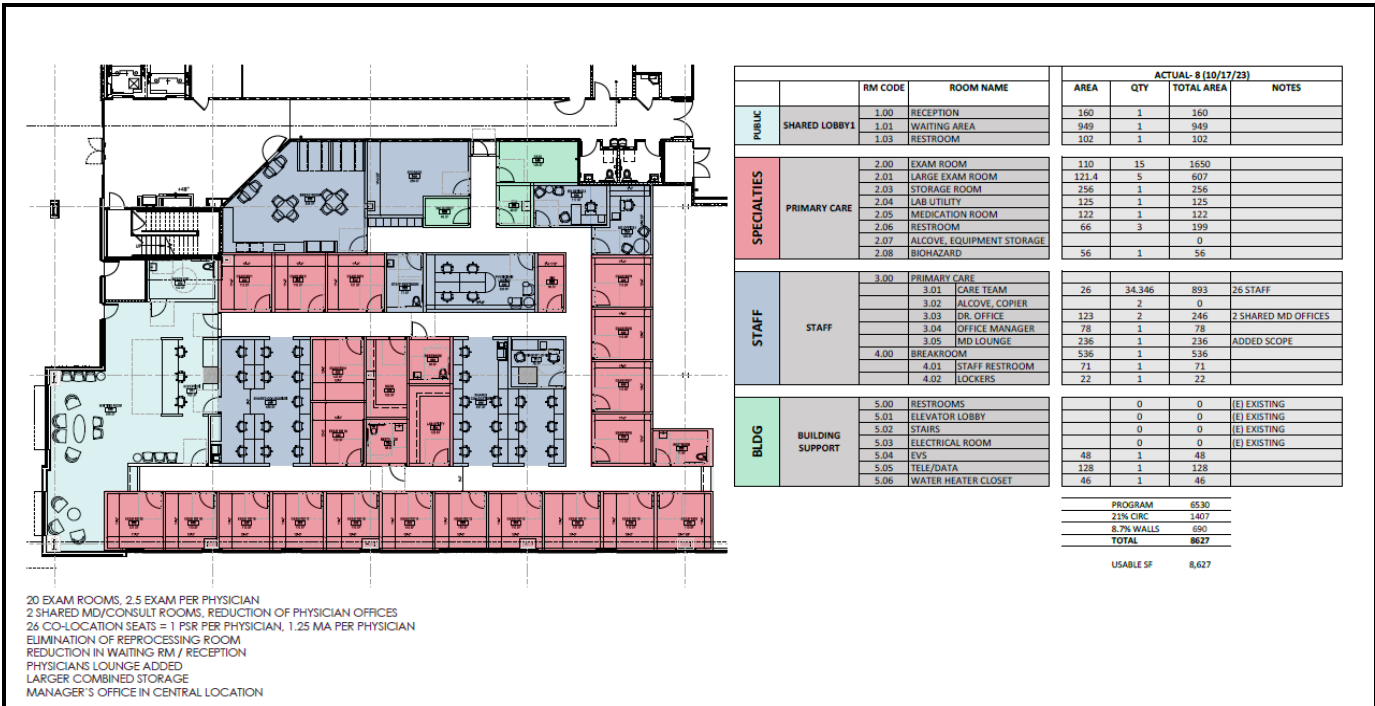 ACTUAL- 8 (10/17/23)
RM CODE ROOM NAME AREA QTY TOTAL AREA NOTES
PUBLIC
SHARED LOBBY1
1.00 RECEPTION 160 1 160
1.01 WAITING AREA 949 1 949
1.03 RESTROOM 102 1 102
SPECIALTIES
PRIMARY CARE
2.00 EXAM ROOM 110 15 1650
2.01 LARGE EXAM ROOM 121.4 5 607
2.03 STORAGE ROOM 256 1 256
2.04 LAB UTILITY 125 1 125
2.05 MEDICATION ROOM 122 1 122
2.06 RESTROOM 66 3 199
2.07 ALCOVE, EQUIPMENT STORAGE 0
2.08 BIOHAZARD 56 1 56
STAFF
STAFF
3.00 PRIMARY CARE
3.01 CARE TEAM 26 34.346 893 26 STAFF
3.02 ALCOVE, COPIER 2 0
3.03 DR. OFFICE 123 2 246 2 SHARED MD OFFICES
3.04 OFFICE MANAGER 78 1 78
3.05 MD LOUNGE 236 1 236 ADDED SCOPE
4.00 BREAKROOM 536 1 536
4.01 STAFF RESTROOM 71 1 71
4.02 LOCKERS 22 1 22
BLDG
BUILDING SUPPORT
5.00 RESTROOMS 0 0 (E) EXISTING
5.01 ELEVATOR LOBBY 0 0 (E) EXISTING
5.02 STAIRS 0 0 (E) EXISTING
5.03 ELECTRICAL ROOM 0 0 (E) EXISTING
5.04 EVS 48 1 48
5.05 TELE/DATA 128 1 128
5.06 WATER HEATER CLOSET 46 1 46
PROGRAM 6530
21% CIRC 1407
8.7% WALLS 690
TOTAL 8627
USABLE SF 8,627
20 EXAM ROOMS, 2.5 EXAM PER PHYSICIAN
2 SHARED MD/CONSULT ROOMS, REDUCTION OF PHYSICIAN OFFICES
26 CO-LOCATION SEATS = 1 PSR PER PHYSICIAN, 1.25 MA PER PHYSICIAN
ELIMINATION OF REPROCESSING ROOM
REDUCTION IN WAITING RM / RECEPTION
PHYSICIANS LOUNGE ADDED
LARGER COMBINED STORAGE
MANAGER'S OFFICE IN CENTRAL LOCATION